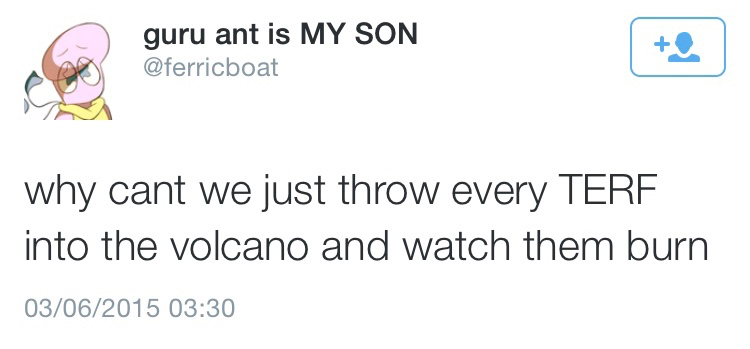 guru ant is MY SON
@ferricboat
why cant we just throw every TERF
into the volcano and watch them burn
03/06/2015 03:30